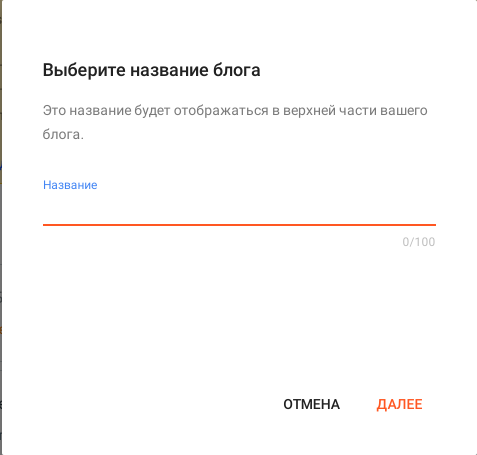 Выберите название блога
Это название будет отображаться в верхней части вашего
блога.
Название
0/100
ОТМЕНА ДАЛЕЕ